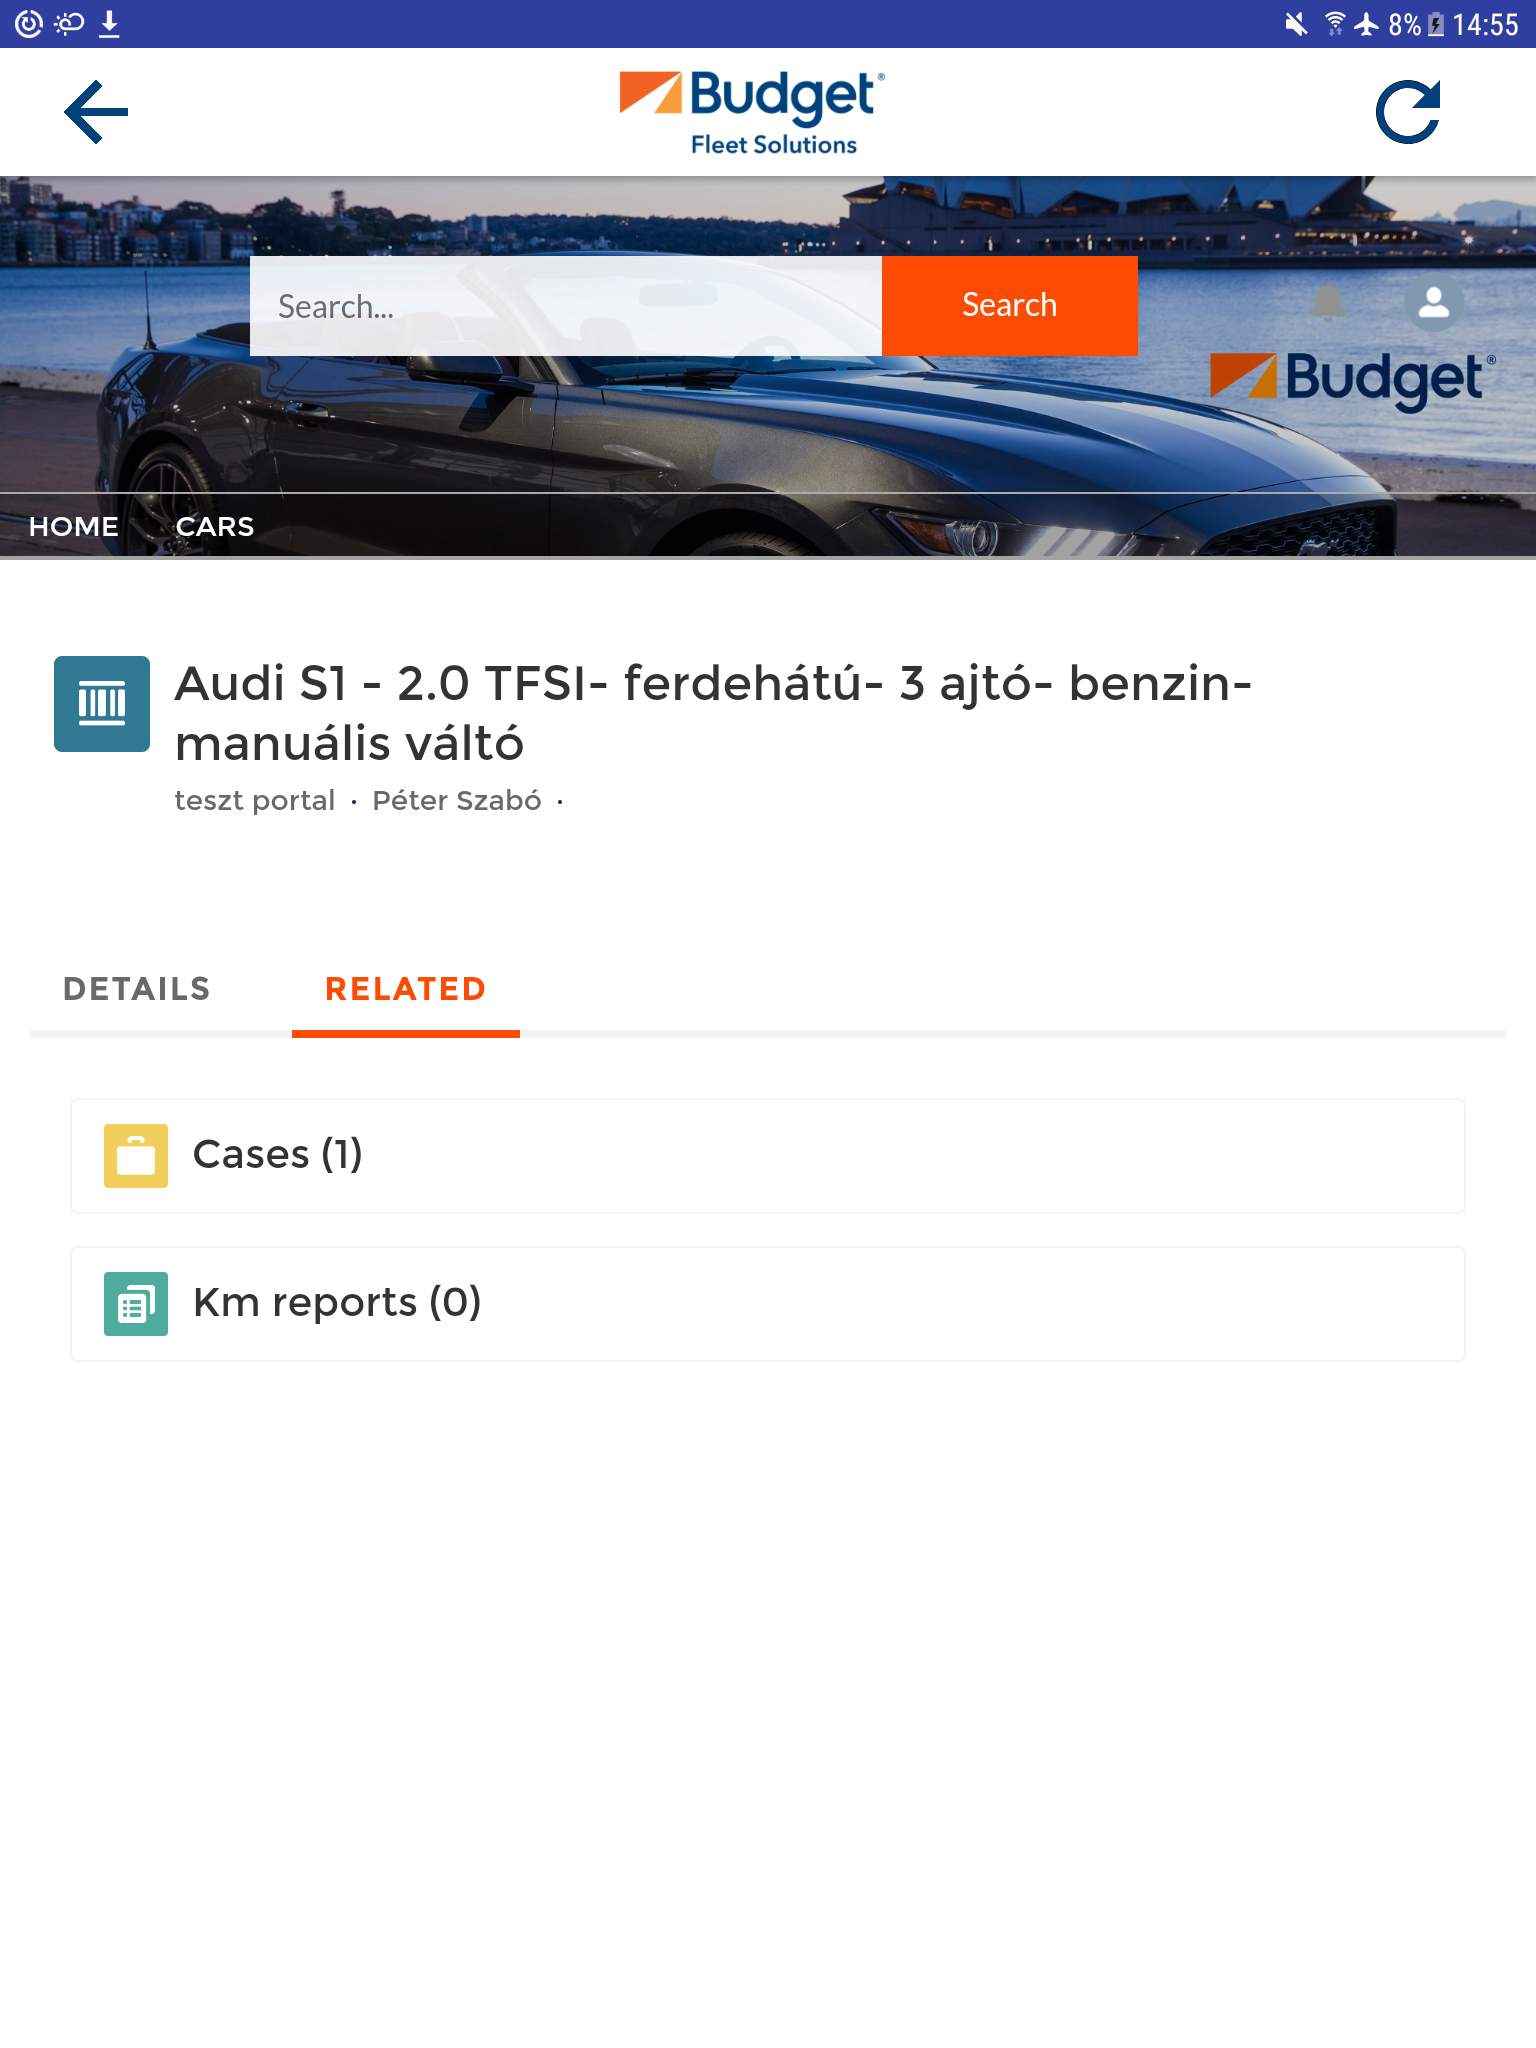 8% 14:55
Budget®
Fleet Solutions
Search...
Search
Budget®
HOME CARS
Audi S1 - 2.0 TFSI- ferdehátú- 3 ajtó- benzin-
manuális váltó
teszt portal · Péter Szabó ·
DETAILS RELATED
Cases (1)
Km reports (0)